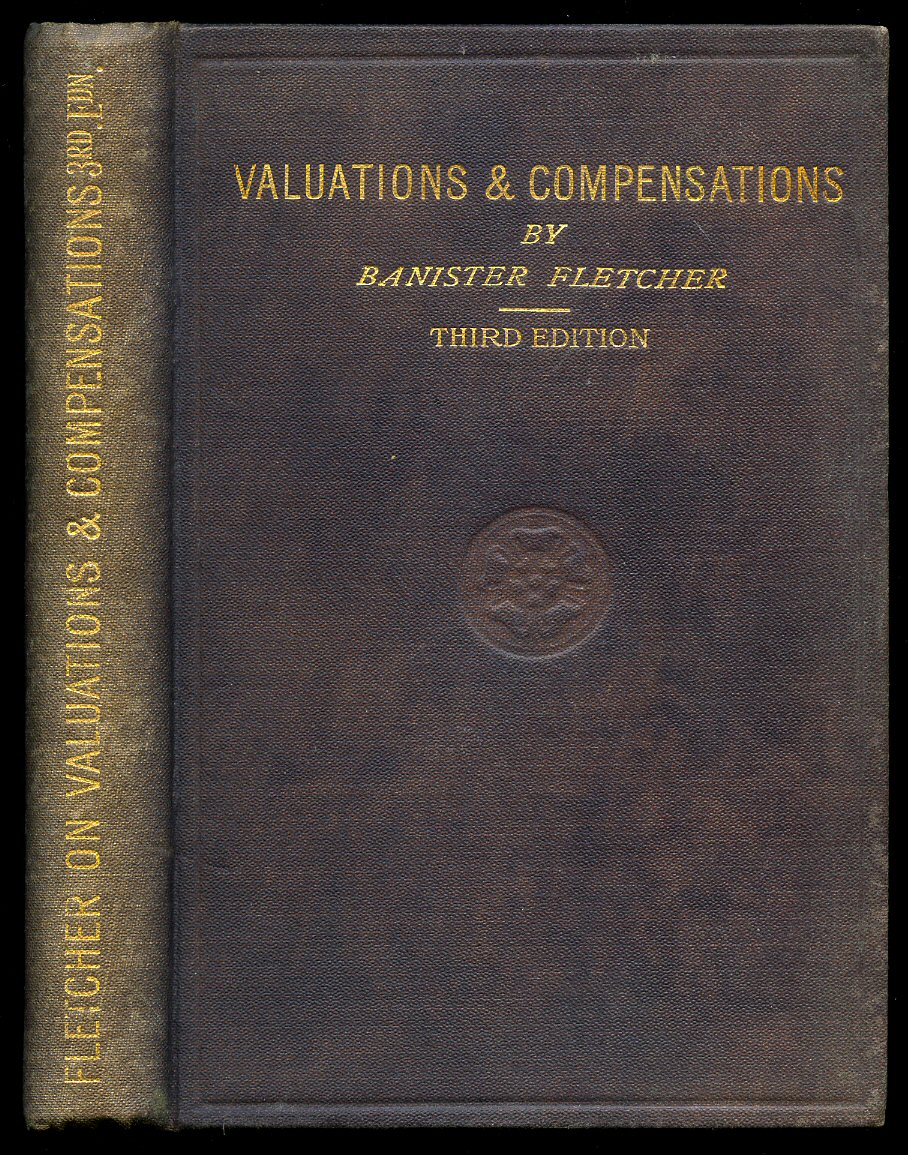 FLETCHER ON VALUATIONS & COMPENSATIONS 3RD. EDN.
VALUATIONS & COMPENSATIONS
BY
BANISTER FLETCHER
THIRD EDITION